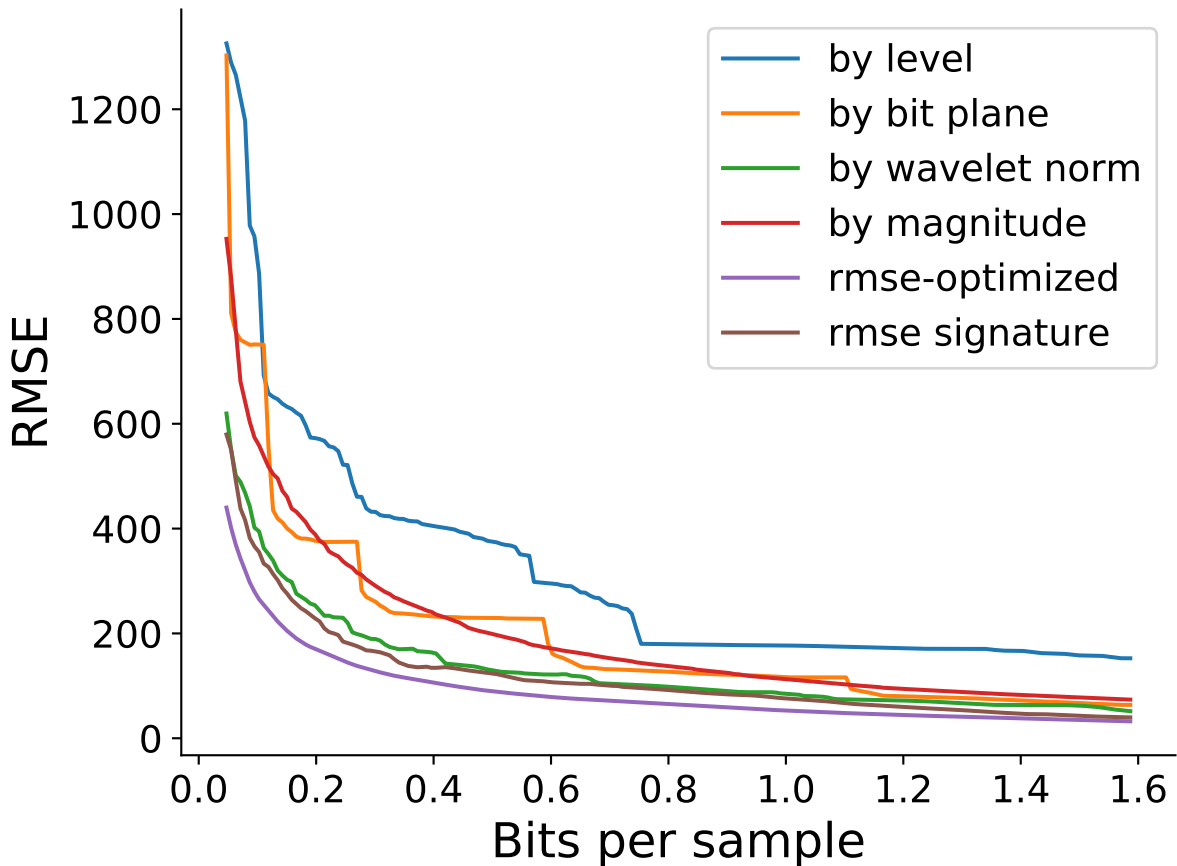 RMSE
1200
1000
800
600
400
200
0
by level
by bit plane
by wavelet norm
by magnitude
rmse-optimized
rmse signature
0.0 0.2 0.4 0.6 0.8 1.0 1.2 1.4 1.6
Bits per sample